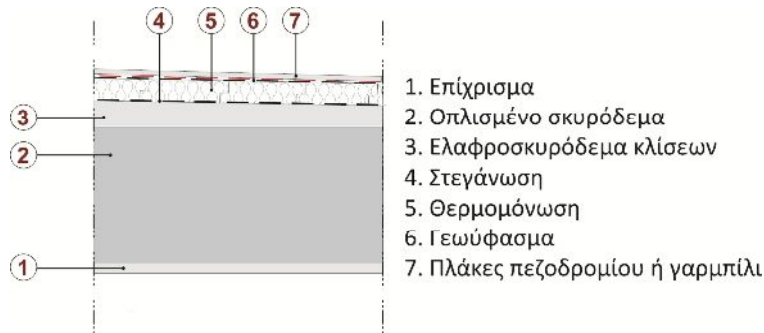 4 5 6 7
3
2
1
1. Επίχρισμα
2. Οπλισμένο σκυρόδεμα
3. Ελαφροσκυρόδεμα κλίσεων
4. Στεγάνωση
5. Θερμομόνωση
6. Γεωύφασμα
7. Πλάκες πεζοδρομίου ή γαρμπίλι